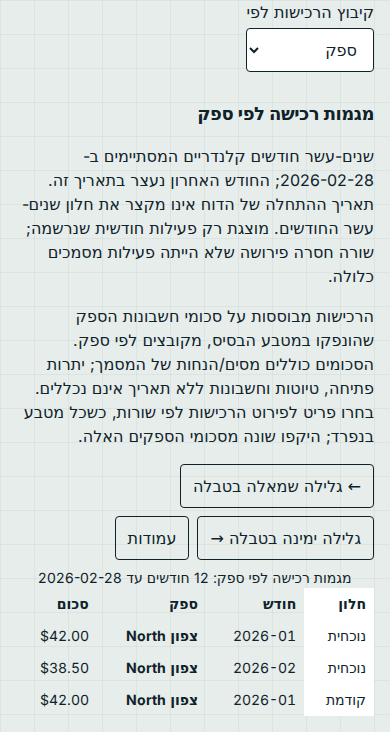 קיבוץ הרכישות לפי
ספק
מגמות רכישה לפי ספק
שנים-עשר חודשים קלנדריים המסתיימים ב-
2026-02-28; החודש האחרון נעצר בתאריך זה.
תאריך ההתחלה של הדוח אינו מקצר את חלון שנים-
עשר החודשים. מוצגת רק פעילות חודשית שנרשמה;
שורה חסרה פירושה שלא הייתה פעילות מסמכים
כלולה.
הרכישות מבוססות על סכומי חשבונות הספק
שהונפקו במטבע הבסיס, מקובצים לפי ספק.
הסכומים כוללים מסים/הנחות של המסמך; יתרות
פתיחה, טיוטות וחשבונות ללא תאריך אינם נכללים.
בחרו פריט לפירוט הרכישות לפי שורות, כשכל מטבע
בנפרד; היקפו שונה מסכומי הספקים האלה.
← גלילה שמאלה בטבלה
גלילה ימינה בטבלה →
עמודות
מגמות רכישה לפי ספק: 12 חודשים עד 2026-02-28
חלון חודש ספק סכום
נוכחית 2026-01 צפון North $42.00
נוכחית 2026-02 צפון North $38.50
קודמת 2026-01 צפון North $42.00